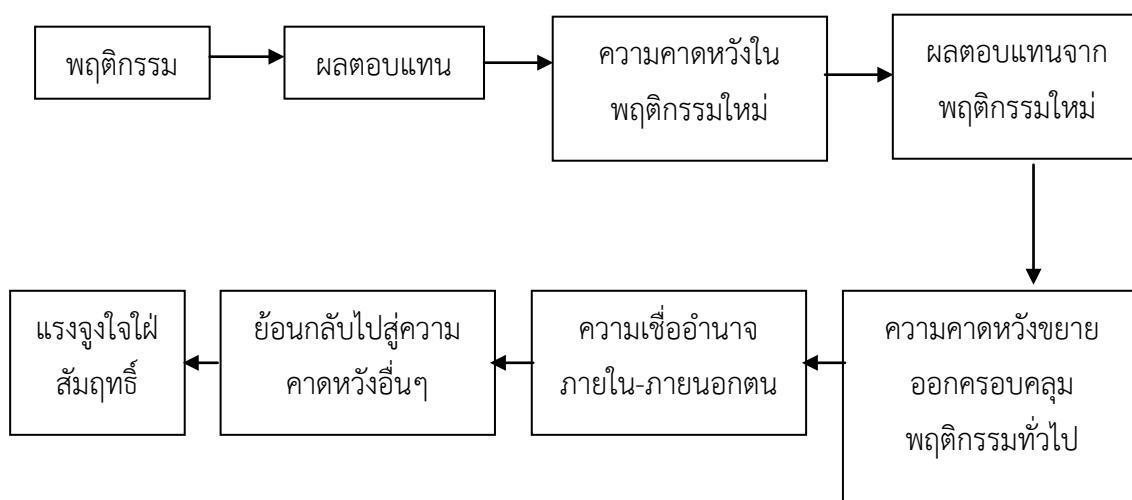 พฤติกรรม
ผลตอบแทน
ความคาดหวังใน
พฤติกรรมใหม่
ผลตอบแทนจาก
พฤติกรรมใหม่
แรงจูงใจใฝ่
สัมฤทธิ์
ย้อนกลับไปสู่ความ
คาดหวังอื่นๆ
ความเชื่ออำนาจ
ภายใน-ภายนอกตน
ความคาดหวังขยาย
ออกครอบคลุม
พฤติกรรมทั่วไป